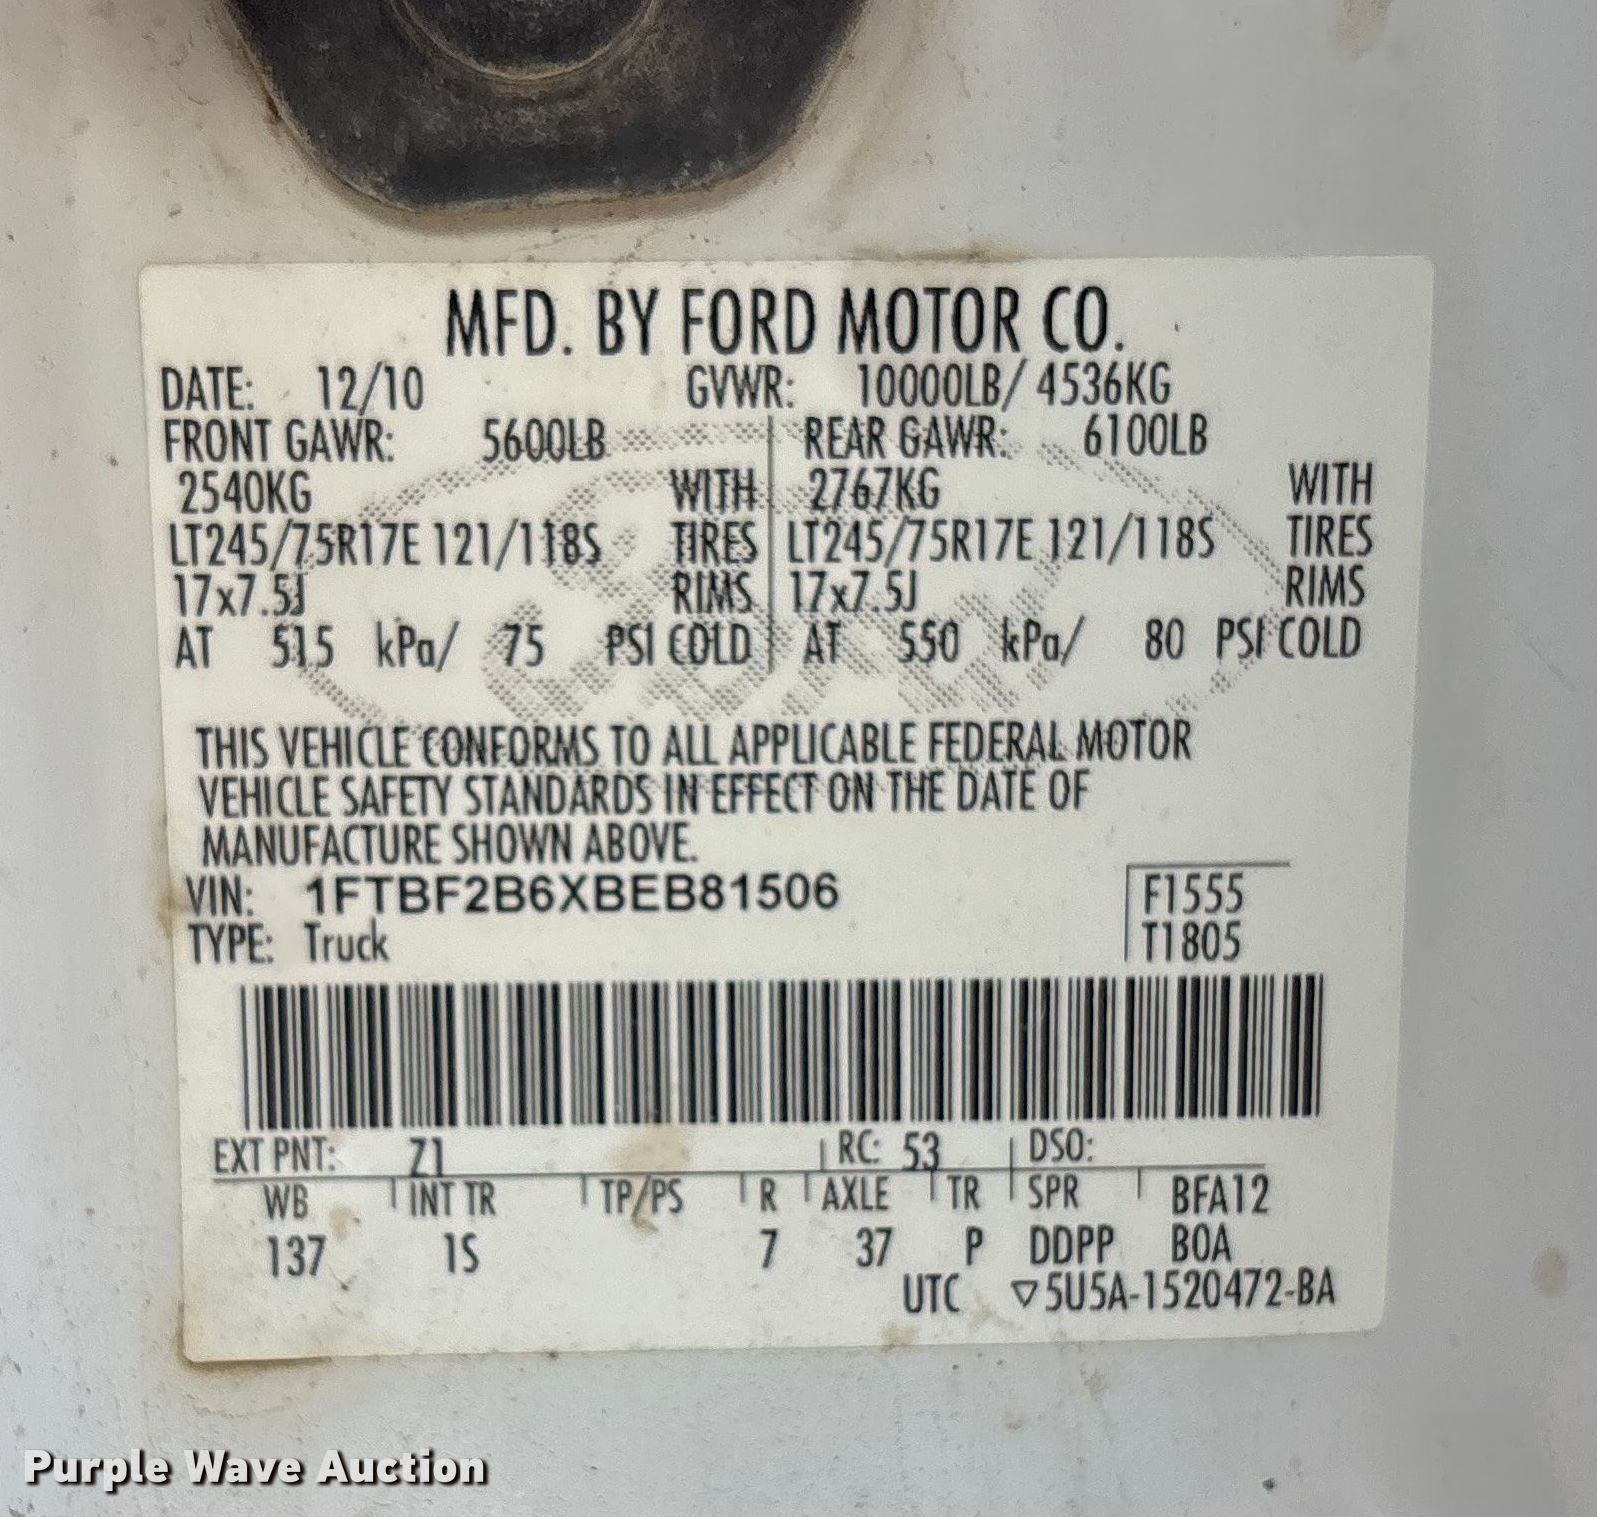 MFD. BY FORD MOTOR CO.
DATE: 12/10 GVWR: 10000LB/ 4536KG
FRONT GAWR: 5600LB REAR GAWR: 6100LB
2540KG WITH 2767KG WITH
LT245/75R17E 121/118S TIRES LT245/75R17E 121/118S TIRES
17x7.5J RIMS 17x7.5J RIMS
AT 515 kPa/ 75 PSI COLD AT 550 kPa/ 80 PSI COLD
THIS VEHICLE CONFORMS TO ALL APPLICABLE FEDERAL MOTOR
VEHICLE SAFETY STANDARDS IN EFFECT ON THE DATE OF
MANUFACTURE SHOWN ABOVE.
VIN: 1FTBF2B6XBEB81506 F1555
TYPE: Truck T1805
EXT PNT: Z1 RC: 53 DSO:
WB INT TR TP/PS R AXLE TR SPR BFA12
137 1S 7 37 P DDPP BOA
UTC ▽5U5A-1520472-BA
Purple Wave Auction